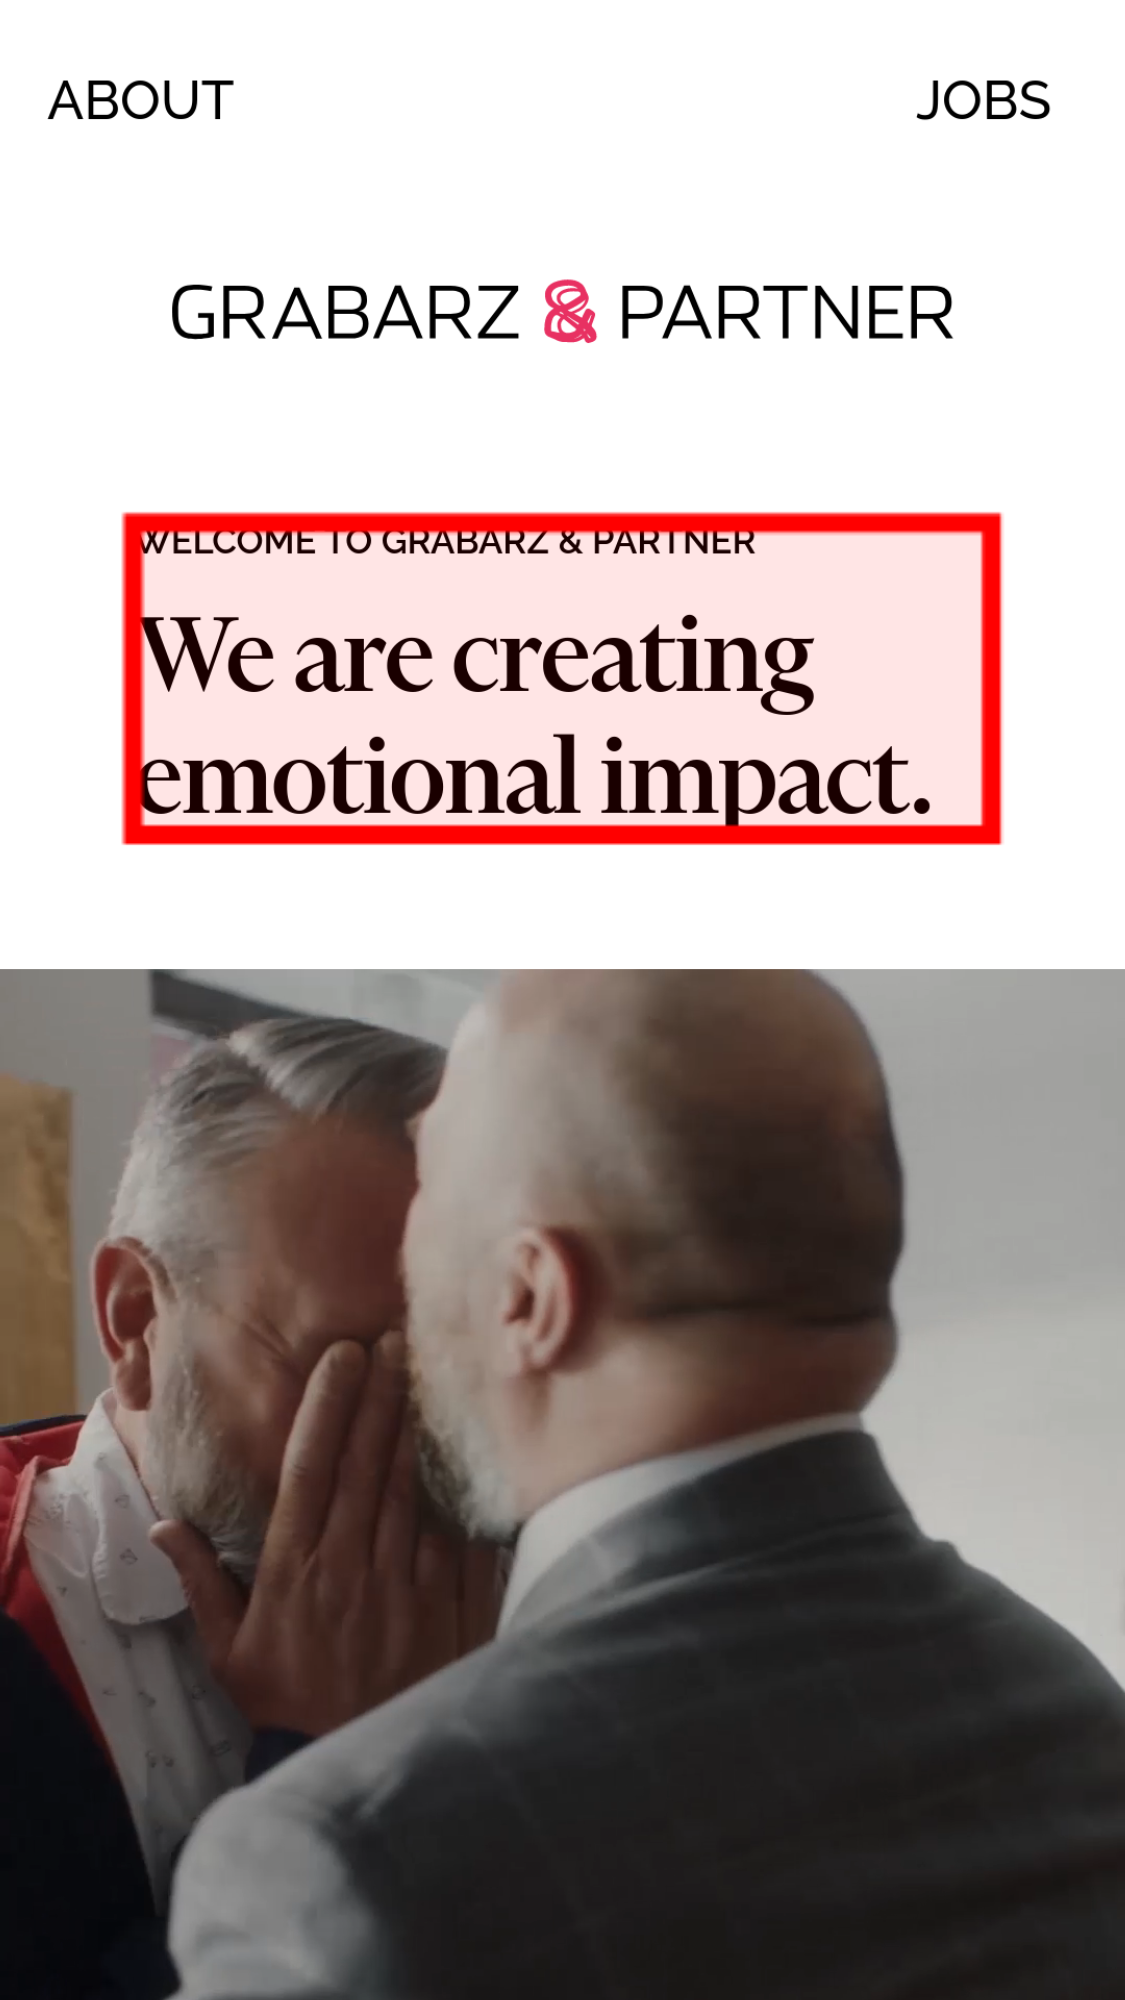 ABOUT
JOBS
GRABARZ & PARTNER
WELCOME TO GRABARZ & PARTNER
We are creating
emotional impact.